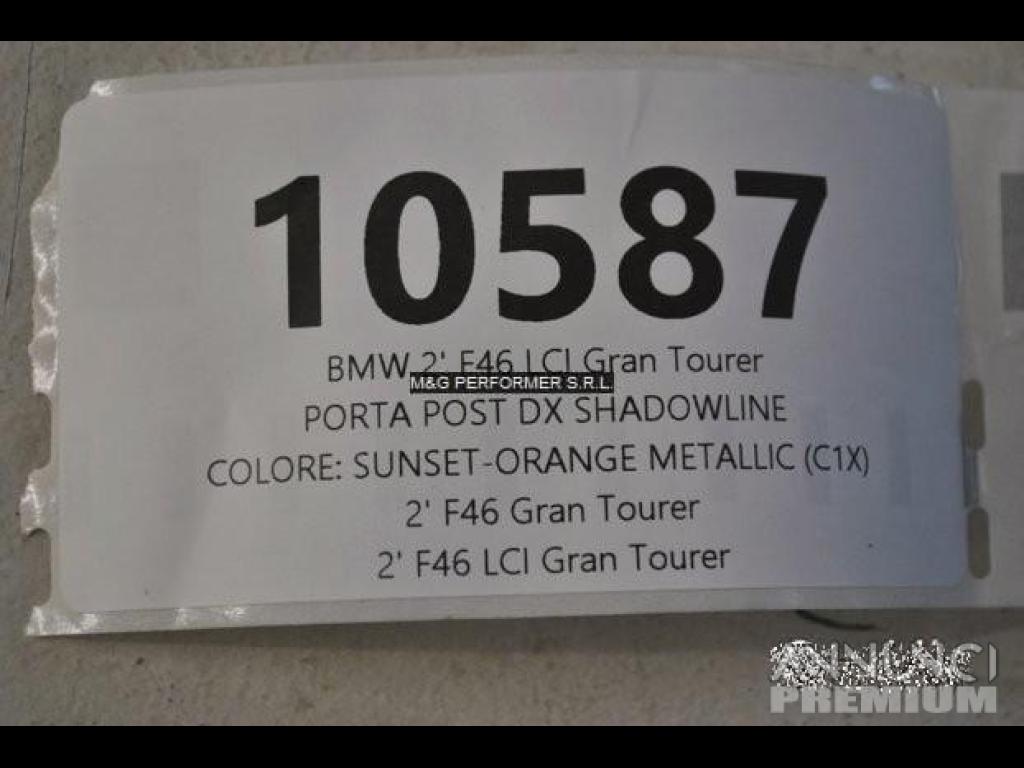 10587
BMW 2' F46 LCI Gran Tourer
M&G PERFORMER S.R.L.
PORTA POST DX SHADOWLINE
COLORE: SUNSET-ORANGE METALLIC (C1X)
2' F46 Gran Tourer
2' F46 LCI Gran Tourer
ANNUNCI
PREMIUM